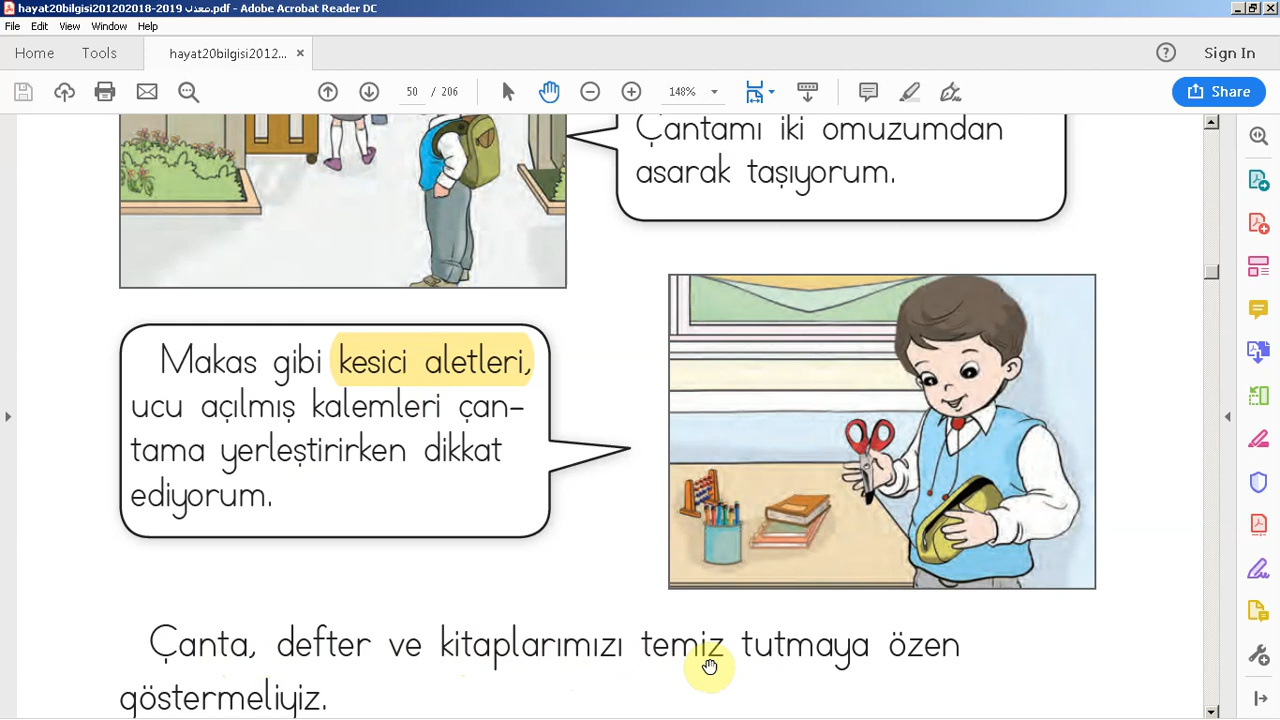 hayat20bilgisi201202018-2019 معدل.pdf - Adobe Acrobat Reader DC
File Edit View Window Help
Home Tools hayat20bilgisi2012... × Sign In
50 / 206 148% Share
Çantamı iki omuzumdan
asarak taşıyorum.
Makas gibi kesici aletleri,
ucu açılmış kalemleri çan-
tama yerleştirirken dikkat
ediyorum.
Çanta, defter ve kitaplarımızı temiz tutmaya özen
göstermeliyiz.